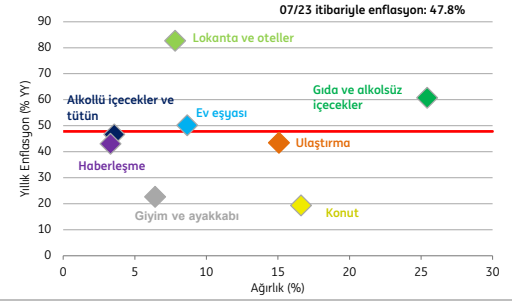 07/23 itibariyle enflasyon: 47.8%
Yıllık Enflasyon (% YY)
90
80
70
60
50
40
30
20
10
0
Lokanta ve oteller
Gıda ve alkolsüz
içecekler
Alkollü içecekler ve
tütün
Ev eşyası
Ulaştırma
Haberleşme
Giyim ve ayakkabı
Konut
0 5 10 15 20 25 30
Ağırlık (%)